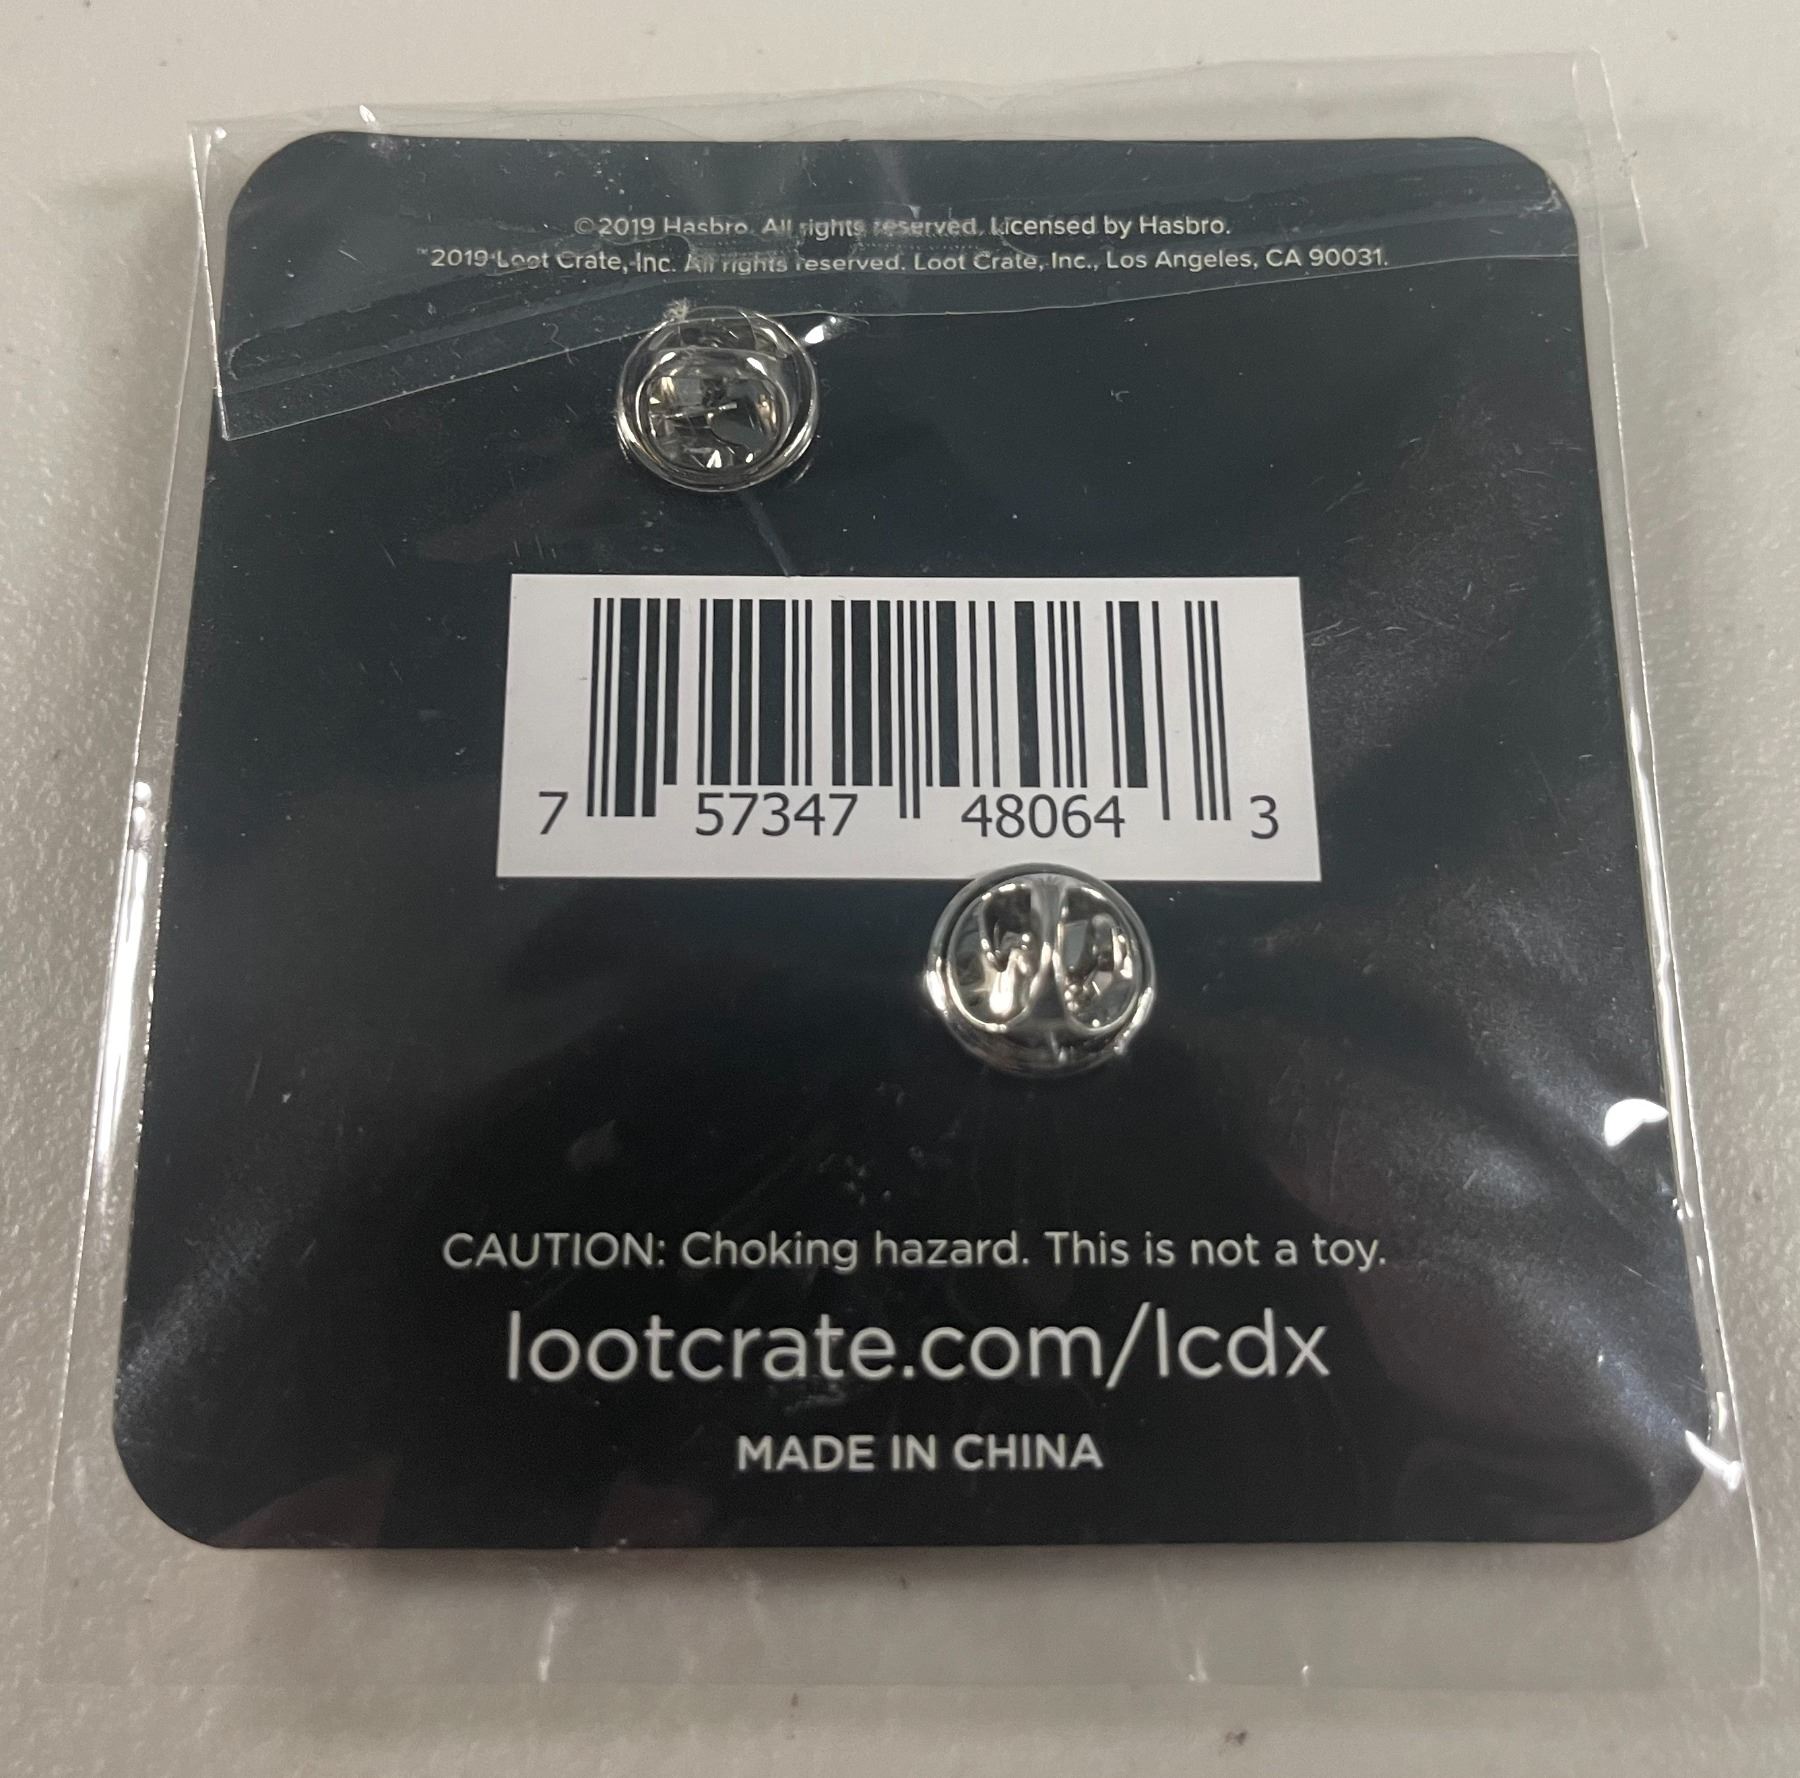 ©2019 Hasbro. All rights reserved. Licensed by Hasbro.
™2019 Loot Crate, Inc. All rights reserved. Loot Crate, Inc., Los Angeles, CA 90031.
7 57347 48064 3
CAUTION: Choking hazard. This is not a toy.
lootcrate.com/lcdx
MADE IN CHINA